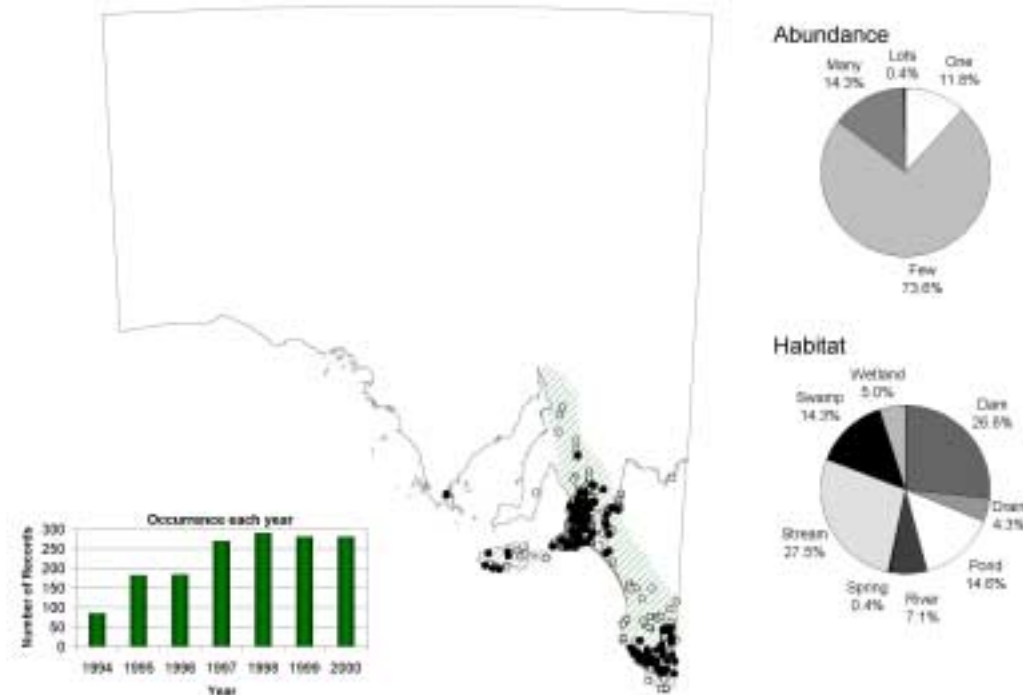 Abundance
Lots
0.4%
One
11.8%
Many
14.3%
Few
73.6%
Habitat
Wetland
5.0%
Swamp
14.3%
Dam
26.8%
Drain
4.3%
Stream
27.5%
Pond
14.6%
Spring
0.4%
River
7.1%
Occurrence each year
Number of Records
300
250
200
150
100
50
0
1994 1995 1996 1997 1998 1999 2000
Year